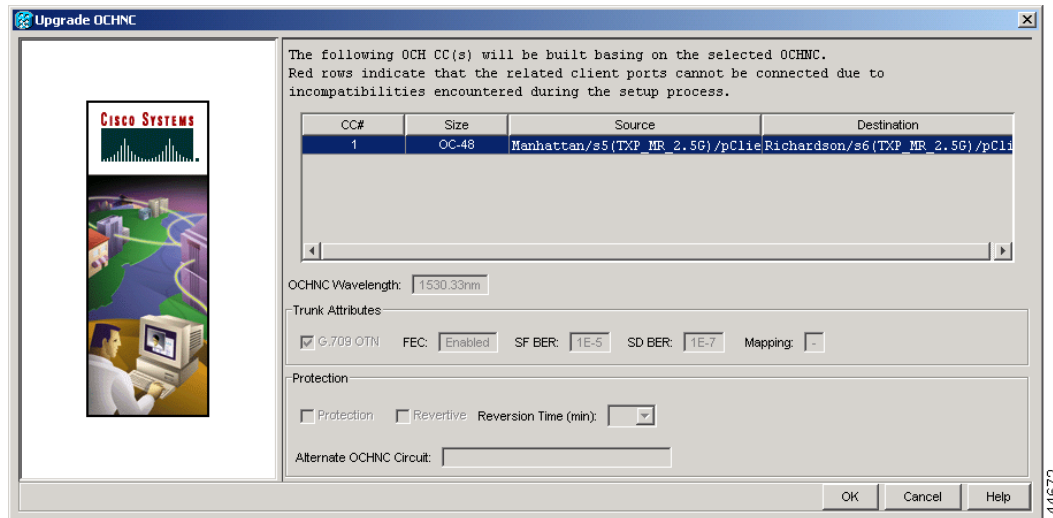 Upgrade OCHNC
The following OCH CC(s) will be built basing on the selected OCHNC.
Red rows indicate that the related client ports cannot be connected due to
incompatibilities encountered during the setup process.
CISCO SYSTEMS
CC# Size Source Destination
1 OC-48 Manhattan/s5(TXP_MR_2.5G)/pClie Richardson/s6(TXP_MR_2.5G)/pCli
OCHNC Wavelength: 1530.33nm
Trunk Attributes
G.709 OTN FEC: Enabled SF BER: 1E-5 SD BER: 1E-7 Mapping: -
Protection
Protection Revertive Reversion Time (min):
Alternate OCHNC Circuit:
OK Cancel Help